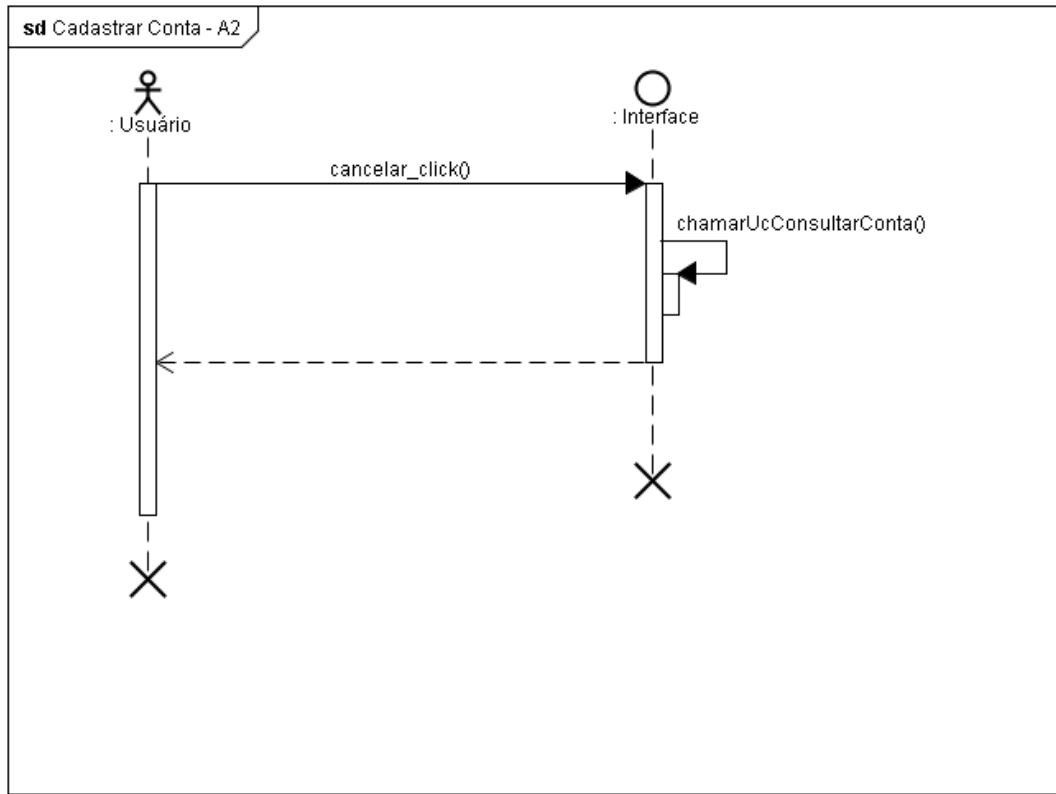 sd Cadastrar Conta - A2
: Usuário
: Interface
cancelar_click()
chamarUcConsultarConta()